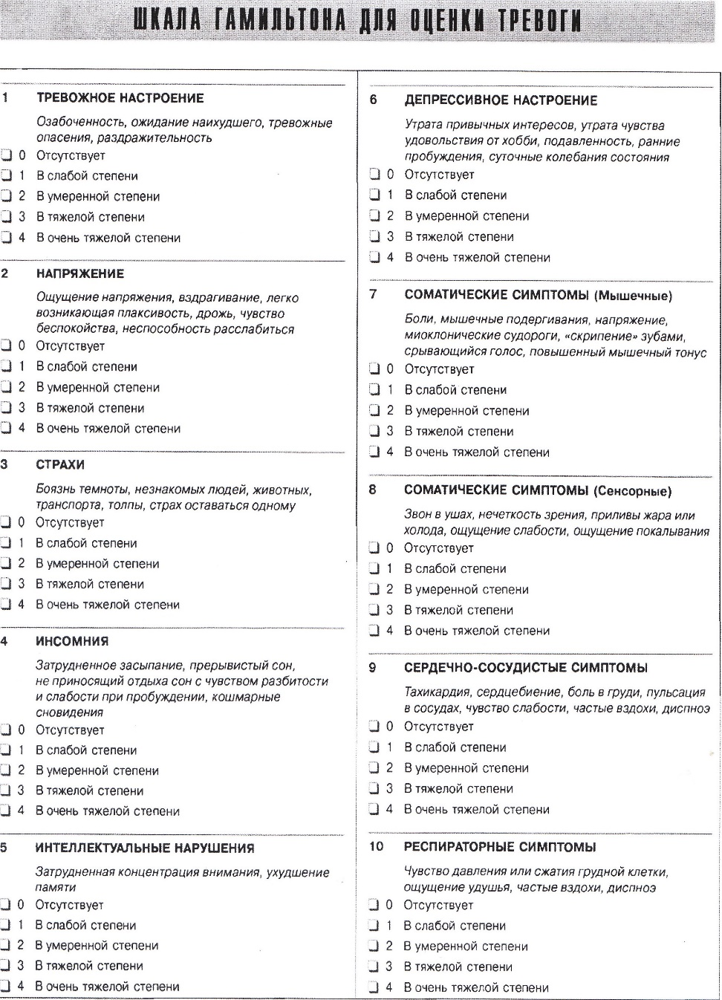 ШКАЛА ГАМИЛЬТОНА ДЛЯ ОЦЕНКИ ТРЕВОГИ
1 ТРЕВОЖНОЕ НАСТРОЕНИЕ
Озабоченность, ожидание наихудшего, тревожные
опасения, раздражительность
0 Отсутствует
1 В слабой степени
2 В умеренной степени
3 В тяжелой степени
4 В очень тяжелой степени
2 НАПРЯЖЕНИЕ
Ощущение напряжения, вздрагивание, легко
возникающая плаксивость, дрожь, чувство
беспокойства, неспособность расслабиться
0 Отсутствует
1 В слабой степени
2 В умеренной степени
3 В тяжелой степени
4 В очень тяжелой степени
3 СТРАХИ
Боязнь темноты, незнакомых людей, животных,
транспорта, толпы, страх оставаться одному
0 Отсутствует
1 В слабой степени
2 В умеренной степени
3 В тяжелой степени
4 В очень тяжелой степени
4 ИНСОМНИЯ
Затрудненное засыпание, прерывистый сон,
не приносящий отдыха сон с чувством разбитости
и слабости при пробуждении, кошмарные
сновидения
0 Отсутствует
1 В слабой степени
2 В умеренной степени
3 В тяжелой степени
4 В очень тяжелой степени
5 ИНТЕЛЛЕКТУАЛЬНЫЕ НАРУШЕНИЯ
Затрудненная концентрация внимания, ухудшение
памяти
0 Отсутствует
1 В слабой степени
2 В умеренной степени
3 В тяжелой степени
4 В очень тяжелой степени
6 ДЕПРЕССИВНОЕ НАСТРОЕНИЕ
Утрата привычных интересов, утрата чувства
удовольствия от хобби, подавленность, ранние
пробуждения, суточные колебания состояния
0 Отсутствует
1 В слабой степени
2 В умеренной степени
3 В тяжелой степени
4 В очень тяжелой степени
7 СОМАТИЧЕСКИЕ СИМПТОМЫ (Мышечные)
Боли, мышечные подергивания, напряжение,
миоклонические судороги, «скрипение» зубами,
срывающийся голос, повышенный мышечный тонус
0 Отсутствует
1 В слабой степени
2 В умеренной степени
3 В тяжелой степени
4 В очень тяжелой степени
8 СОМАТИЧЕСКИЕ СИМПТОМЫ (Сенсорные)
Звон в ушах, нечеткость зрения, приливы жара или
холода, ощущение слабости, ощущение покалывания
0 Отсутствует
1 В слабой степени
2 В умеренной степени
3 В тяжелой степени
4 В очень тяжелой степени
9 СЕРДЕЧНО-СОСУДИСТЫЕ СИМПТОМЫ
Тахикардия, сердцебиение, боль в груди, пульсация
в сосудах, чувство слабости, частые вздохи, диспноэ
0 Отсутствует
1 В слабой степени
2 В умеренной степени
3 В тяжелой степени
4 В очень тяжелой степени
10 РЕСПИРАТОРНЫЕ СИМПТОМЫ
Чувство давления или сжатия грудной клетки,
ощущение удушья, частые вздохи, диспноэ
0 Отсутствует
1 В слабой степени
2 В умеренной степени
3 В тяжелой степени
4 В очень тяжелой степени